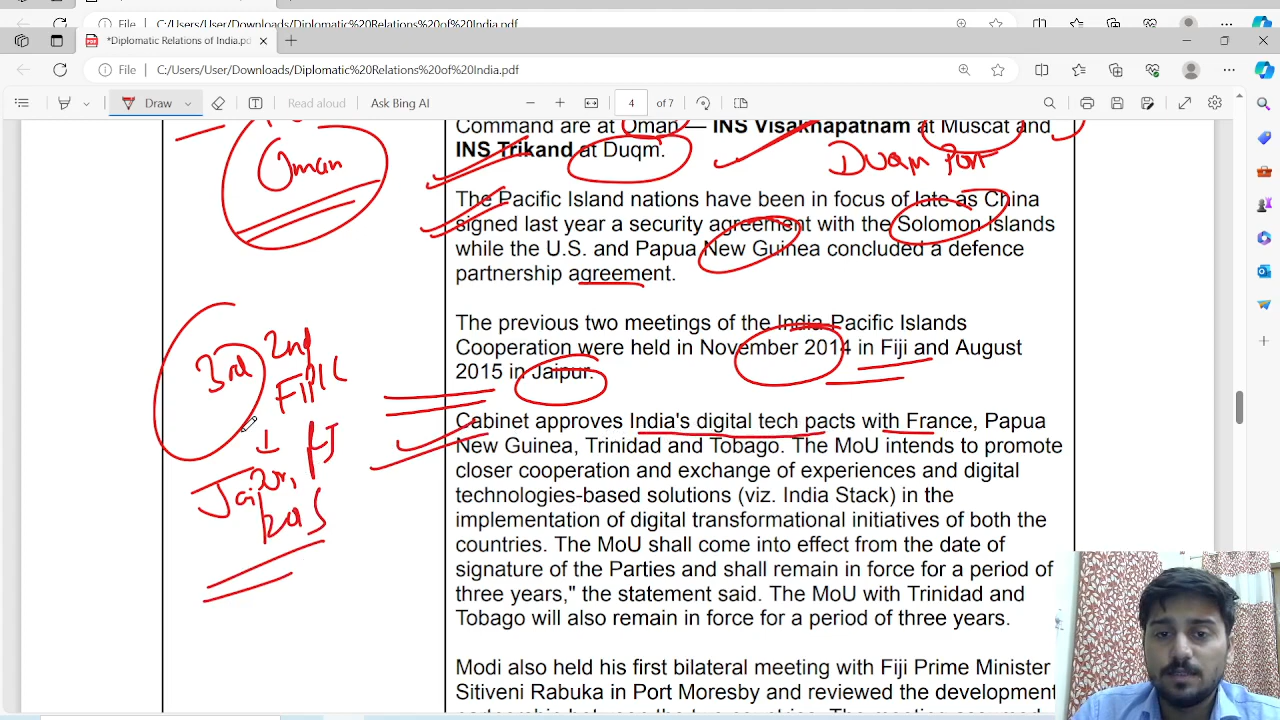 File C:/Users/User/Downloads/Diplomatic%20Relations%20of%20India.pdf
*Diplomatic Relations of India.pd
File C:/Users/User/Downloads/Diplomatic%20Relations%20of%20India.pdf
Draw Read aloud Ask Bing AI 4 of 7
Command are at Oman — INS Visakhapatnam at Muscat and
INS Trikand at Duqm.
Duqm Port
Oman
The Pacific Island nations have been in focus of late as China
signed last year a security agreement with the Solomon Islands
while the U.S. and Papua New Guinea concluded a defence
partnership agreement.
The previous two meetings of the India-Pacific Islands
Cooperation were held in November 2014 in Fiji and August
2015 in Jaipur.
3rd 2nd
FIPIC
Jaipur, RJ
2015
Cabinet approves India's digital tech pacts with France, Papua
New Guinea, Trinidad and Tobago. The MoU intends to promote
closer cooperation and exchange of experiences and digital
technologies-based solutions (viz. India Stack) in the
implementation of digital transformational initiatives of both the
countries. The MoU shall come into effect from the date of
signature of the Parties and shall remain in force for a period of
three years," the statement said. The MoU with Trinidad and
Tobago will also remain in force for a period of three years.
Modi also held his first bilateral meeting with Fiji Prime Minister
Sitiveni Rabuka in Port Moresby and reviewed the development